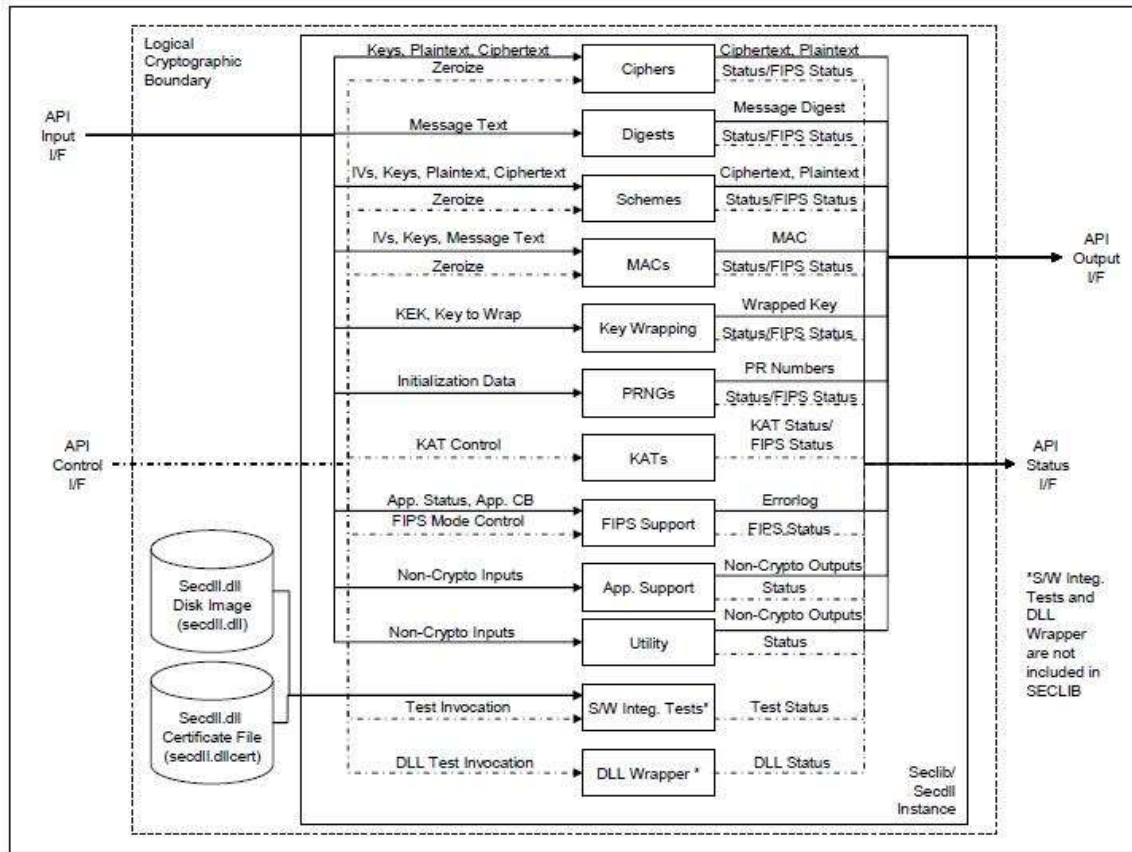 Logical
Cryptographic
Boundary
API
Input
I/F
Keys, Plaintext, Ciphertext
Zeroize
Ciphers
Ciphertext, Plaintext
Status/FIPS Status
Message Text
Digests
Message Digest
Status/FIPS Status
IVs, Keys, Plaintext, Ciphertext
Zeroize
Schemes
Ciphertext, Plaintext
Status/FIPS Status
IVs, Keys, Message Text
Zeroize
MACs
MAC
Status/FIPS Status
API
Output
I/F
KEK, Key to Wrap
Key Wrapping
Wrapped Key
Status/FIPS Status
Initialization Data
PRNGs
PR Numbers
Status/FIPS Status
API
Control
I/F
KAT Control
KATs
KAT Status/
FIPS Status
API
Status
I/F
App. Status, App. CB
FIPS Mode Control
FIPS Support
Errorlog
FIPS Status
Non-Crypto Inputs
App. Support
Non-Crypto Outputs
Status
Non-Crypto Inputs
Utility
Non-Crypto Outputs
Status
Secdll.dll
Disk Image
(secdll.dll)
Secdll.dll
Certificate File
(secdll.dllcert)
Test Invocation
S/W Integ. Tests*
Test Status
DLL Test Invocation
DLL Wrapper *
DLL Status
*S/W Integ.
Tests and
DLL
Wrapper
are not
included in
SECLIB
Seclib/
Secdll
Instance